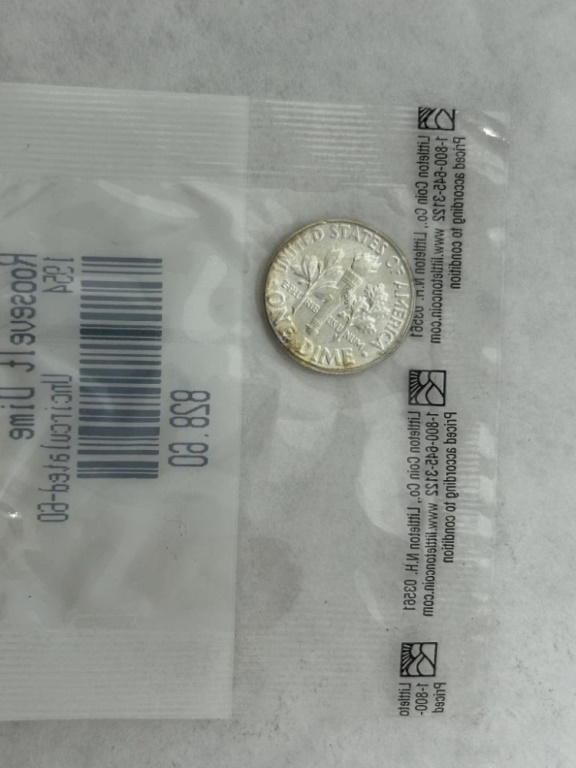 Roosevelt Dime
1954 Uncirculated-60
828.60
UNITED STATES OF AMERICA
ONE DIME
Priced according to condition
1-800-645-3122 www.littletoncoin.com
Littleton Coin Co., Littleton N.H. 03561
Priced according to condition
1-800-645-3122 www.littletoncoin.com
Littleton Coin Co., Littleton N.H. 03561
Priced
1-800-
Littleto